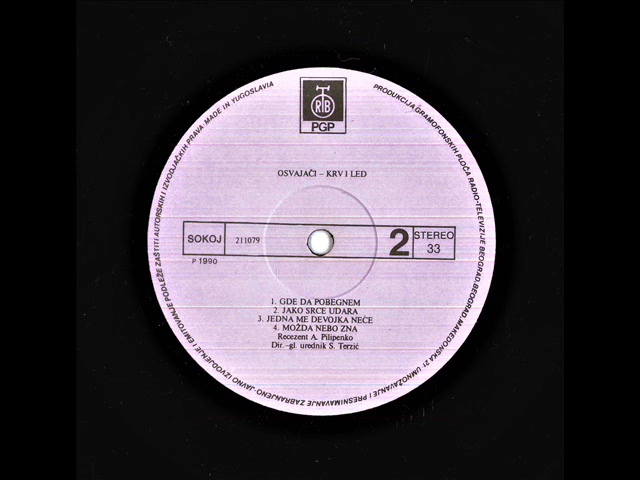 PRODUKCIJA GRAMOFONSKIH PLOČA RADIO-TELEVIZIJE BEOGRAD, BEOGRAD, MAKEDONSKA 21 UMNOŽAVANJE I PRESNIMAVANJE ZABRANJENO-JAVNO IZVODJENJE I EMITOVANJE PODLEŽE ZAŠTITI AUTORSKIH I IZVODJAČKIH PRAVA-MADE IN YUGOSLAVIA
RTB
PGP
OSVAJAČI – KRV I LED
SOKOJ
211079
2
STEREO
33
P 1990
1. GDE DA POBEGNEM
2. JAKO SRCE UDARA
3. JEDNA ME DEVOJKA NEĆE
4. MOŽDA NEBO ZNA
Recezent A. Pilipenko
Dir.-gl. urednik S. Terzić